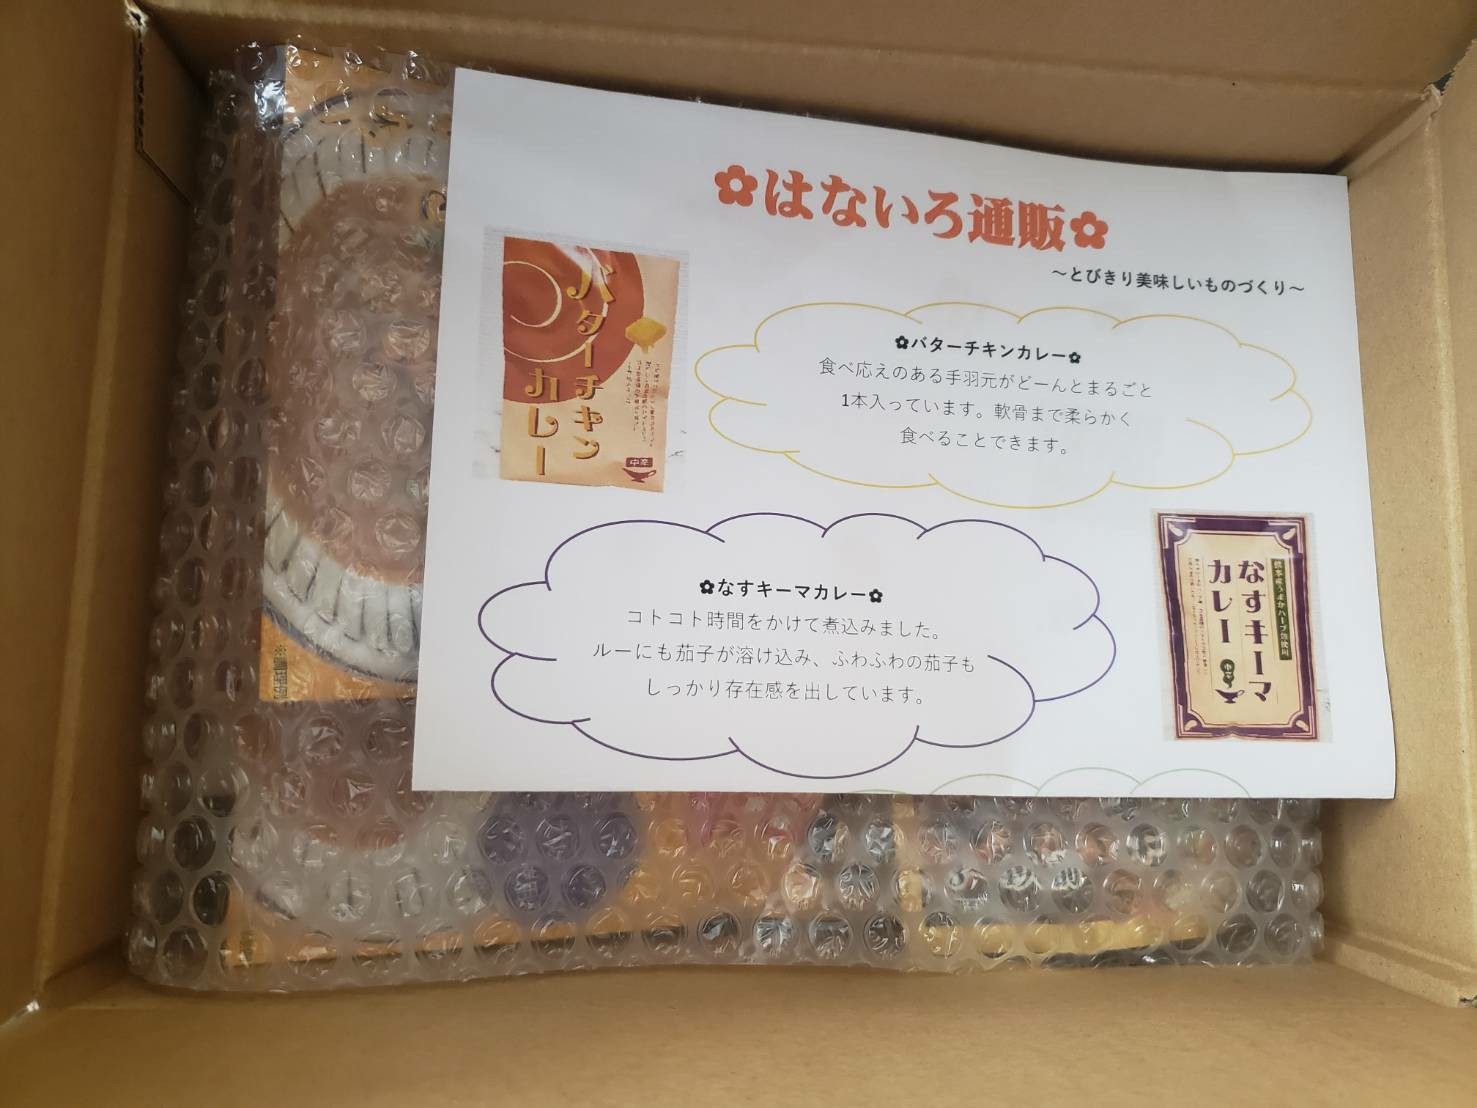 ✿はないろ通販✿
～とびきり美味しいものづくり～
バターチキン
カレー
中辛
✿バターチキンカレー✿
食べ応えのある手羽元がどーんとまるごと
1本入っています。軟骨まで柔らかく
食べることできます。
✿なすキーマカレー✿
コトコト時間をかけて煮込みました。
ルーにも茄子が溶け込み、ふわふわの茄子も
しっかり存在感を出しています。
なすキーマ
カレー
中辛
※調理例